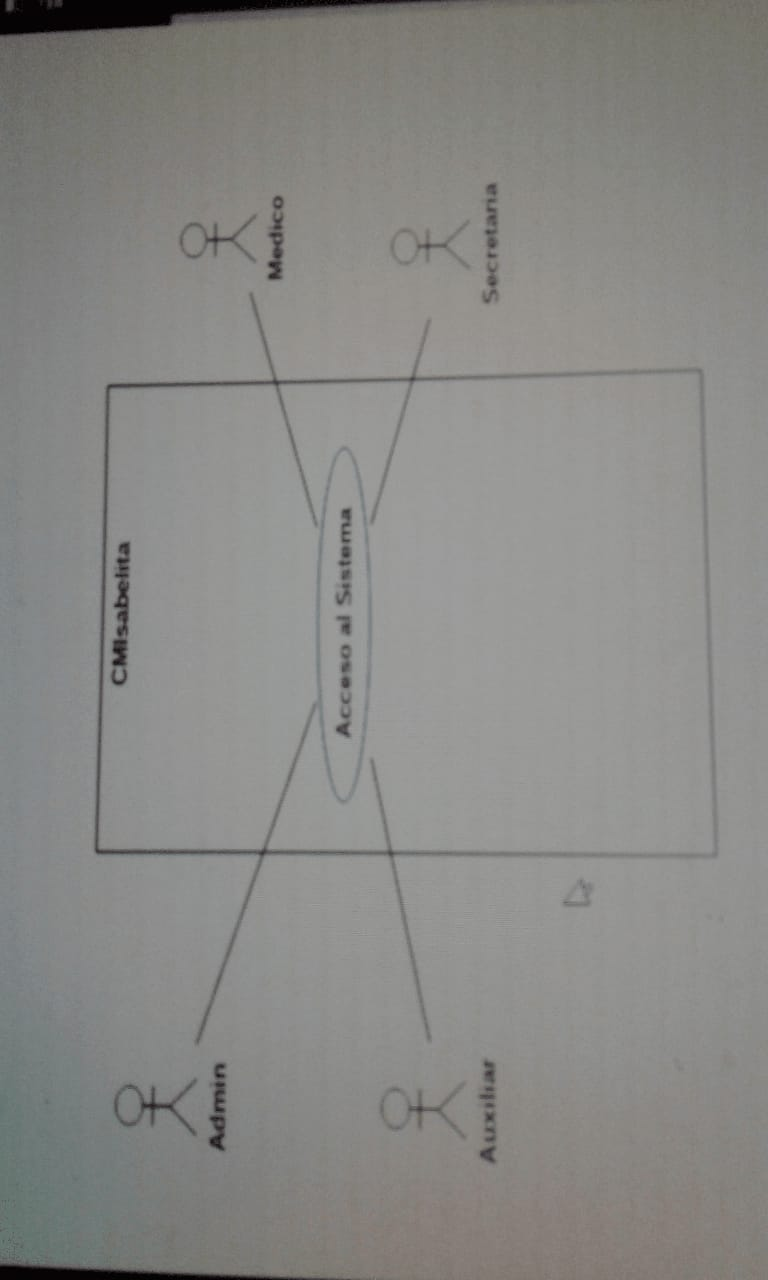 CMIsabelita
Admin
Medico
Acceso al Sistema
Auxiliar
Secretaria